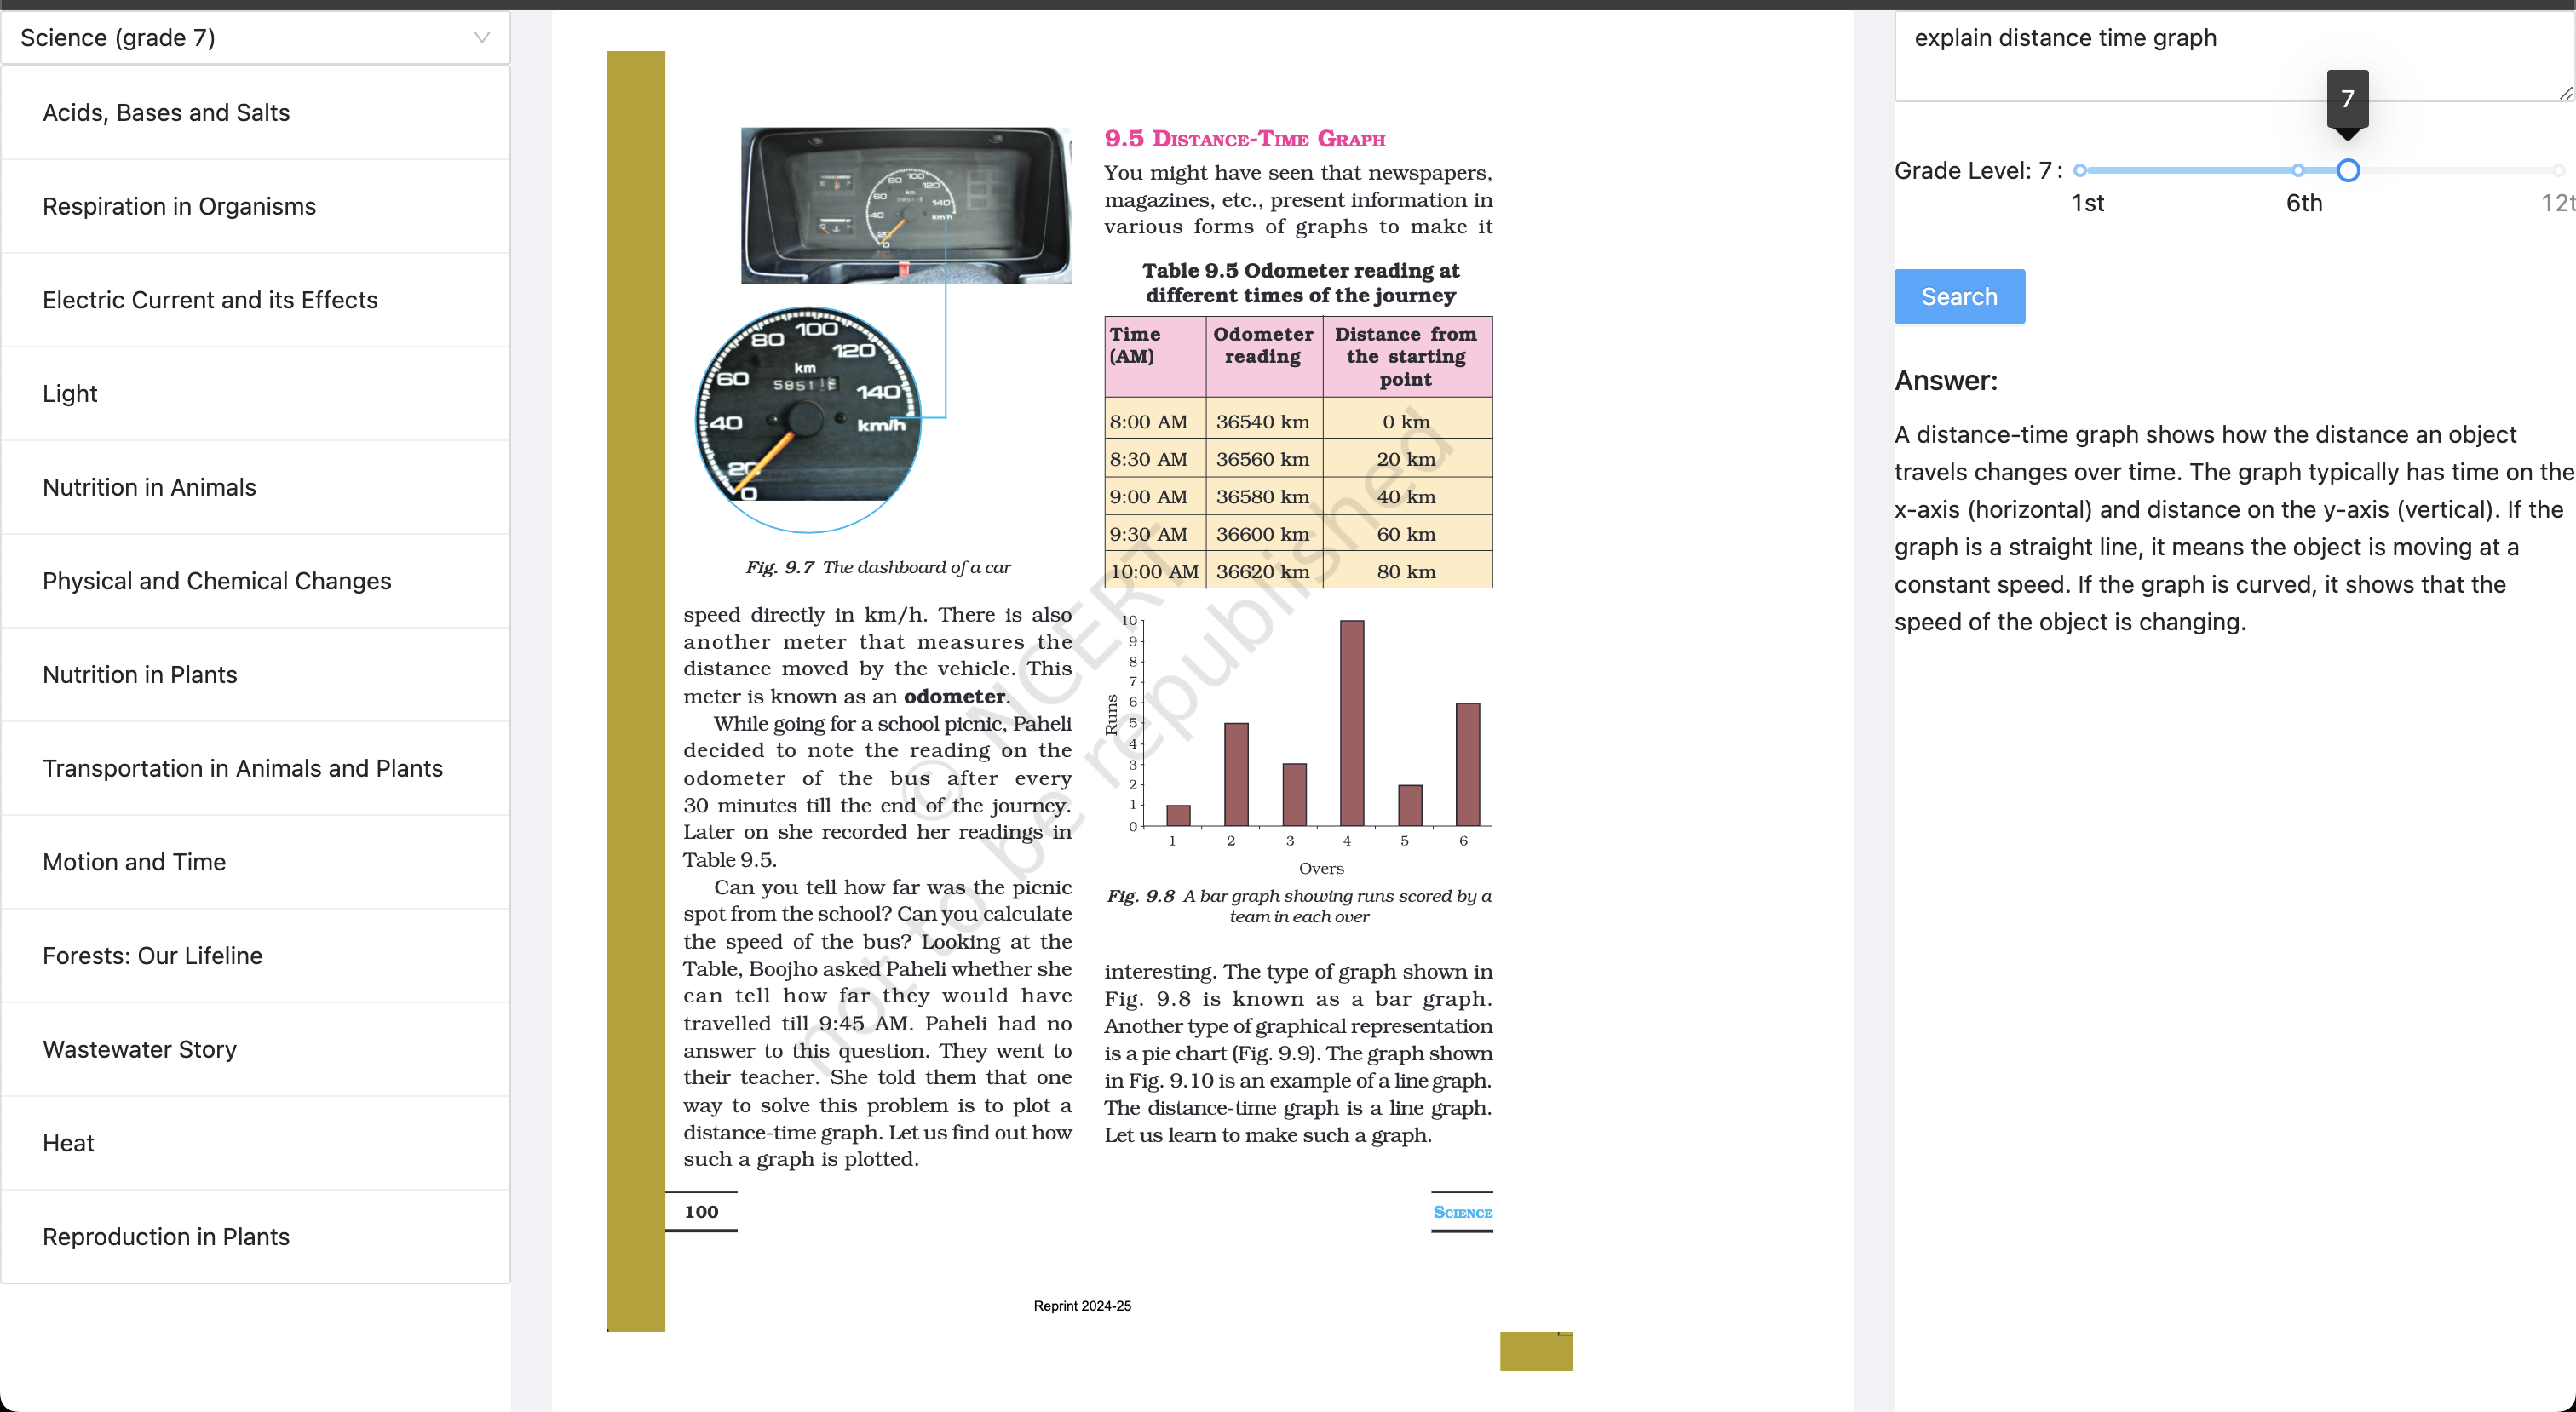 Science (grade 7)
Acids, Bases and Salts
Respiration in Organisms
Electric Current and its Effects
Light
Nutrition in Animals
Physical and Chemical Changes
Nutrition in Plants
Transportation in Animals and Plants
Motion and Time
Forests: Our Lifeline
Wastewater Story
Heat
Reproduction in Plants
80 100 120
60 km 140
40 km/h
20
0
80 100
120
60 km
140
40 km/h
20
0
Fig. 9.7 The dashboard of a car
speed directly in km/h. There is also
another meter that measures the
distance moved by the vehicle. This
meter is known as an odometer.
While going for a school picnic, Paheli
decided to note the reading on the
odometer of the bus after every
30 minutes till the end of the journey.
Later on she recorded her readings in
Table 9.5.
Can you tell how far was the picnic
spot from the school? Can you calculate
the speed of the bus? Looking at the
Table, Boojho asked Paheli whether she
can tell how far they would have
travelled till 9:45 AM. Paheli had no
answer to this question. They went to
their teacher. She told them that one
way to solve this problem is to plot a
distance-time graph. Let us find out how
such a graph is plotted.
9.5 DISTANCE-TIME GRAPH
You might have seen that newspapers,
magazines, etc., present information in
various forms of graphs to make it
Table 9.5 Odometer reading at
different times of the journey
Time (AM) Odometer reading Distance from the starting point
8:00 AM 36540 km 0 km
8:30 AM 36560 km 20 km
9:00 AM 36580 km 40 km
9:30 AM 36600 km 60 km
10:00 AM 36620 km 80 km
10
9
8
7
6
5
4
3
2
1
0
Runs
1 2 3 4 5 6
Overs
Fig. 9.8 A bar graph showing runs scored by a
team in each over
interesting. The type of graph shown in
Fig. 9.8 is known as a bar graph.
Another type of graphical representation
is a pie chart (Fig. 9.9). The graph shown
in Fig. 9.10 is an example of a line graph.
The distance-time graph is a line graph.
Let us learn to make such a graph.
© NCERT
not to be republished
100
SCIENCE
Reprint 2024-25
explain distance time graph
7
Grade Level: 7 :
1st 6th 12t
Search
Answer:
A distance-time graph shows how the distance an object
travels changes over time. The graph typically has time on the
x-axis (horizontal) and distance on the y-axis (vertical). If the
graph is a straight line, it means the object is moving at a
constant speed. If the graph is curved, it shows that the
speed of the object is changing.